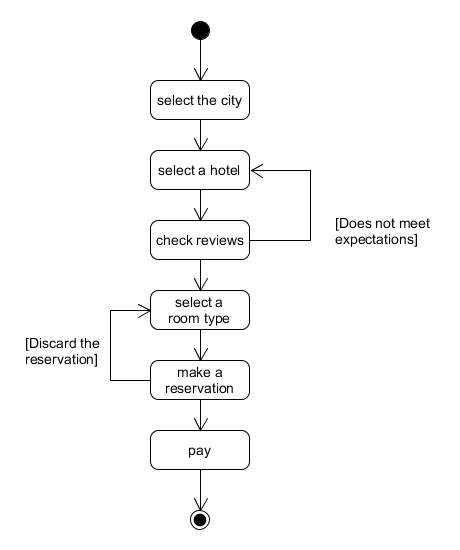 select the city
select a hotel
[Does not meet
expectations]
check reviews
select a
room type
[Discard the
reservation]
make a
reservation
pay